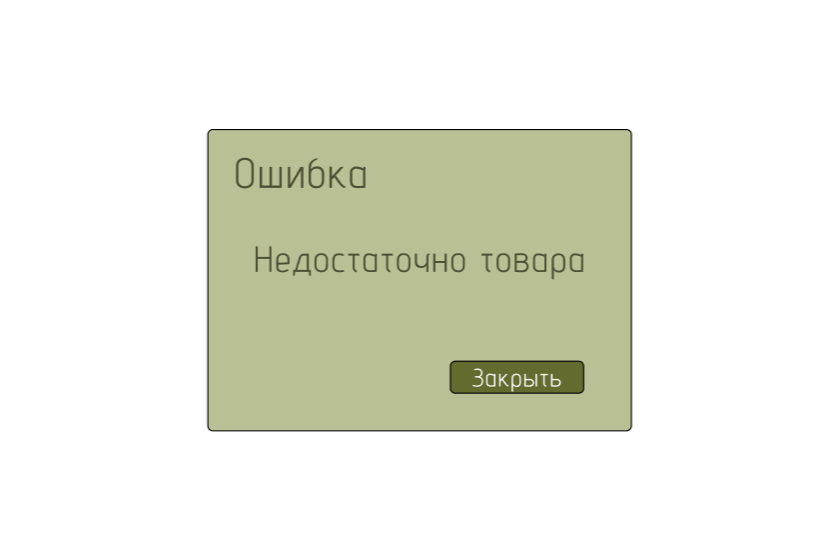 Ошибка
Недостаточно товара
Закрыть